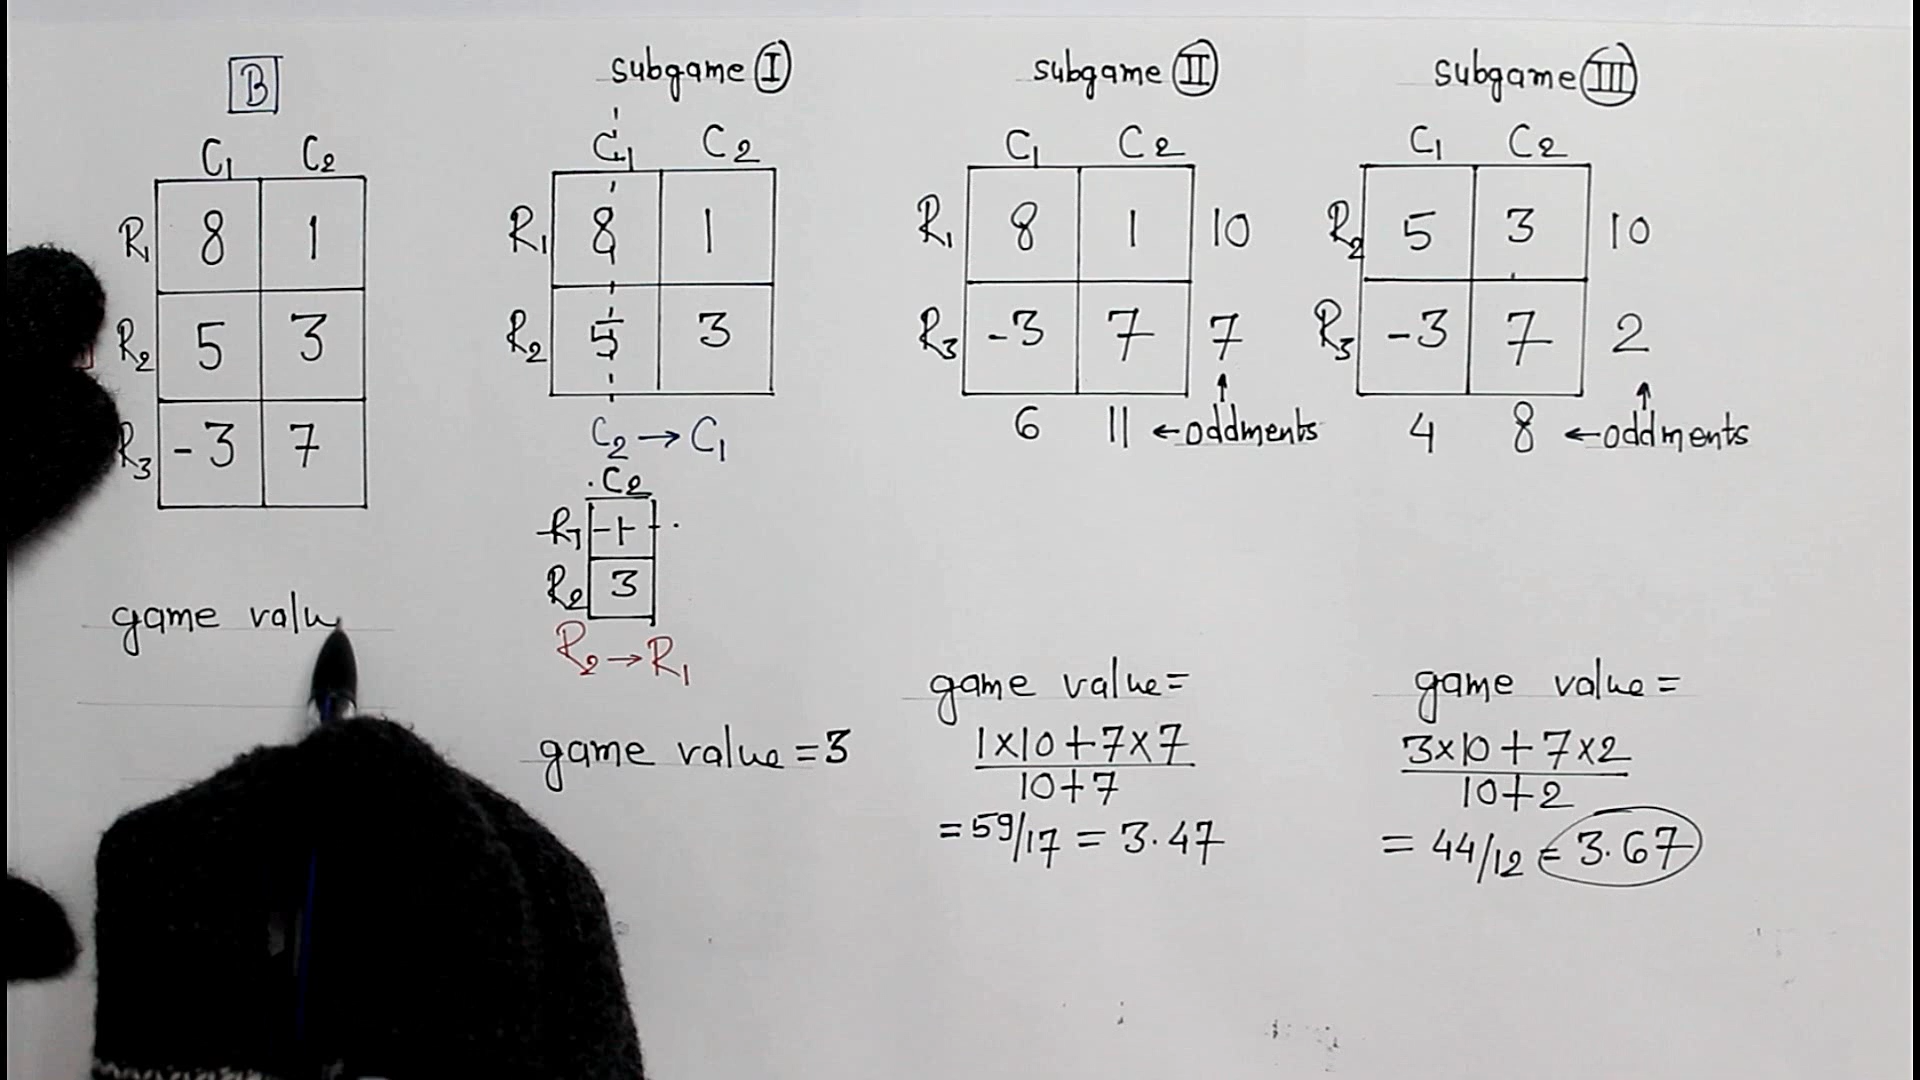 B
C1 C2
R1 8 1
R2 5 3
R3 -3 7
game valu
subgame I
C1 C2
R1 8 1
R2 5 3
C2 → C1
C2
R1 1
R2 3
R2 → R1
game value = 3
subgame II
C1 C2
R1 8 1 10
R3 -3 7 7
↑
6 11 ← oddments
game value =
1×10+7×7
10+7
= 59/17 = 3.47
subgame III
C1 C2
R2 5 3 10
R3 -3 7 2
↑
4 8 ← oddments
game value =
3×10+7×2
10+2
= 44/12 = 3.67